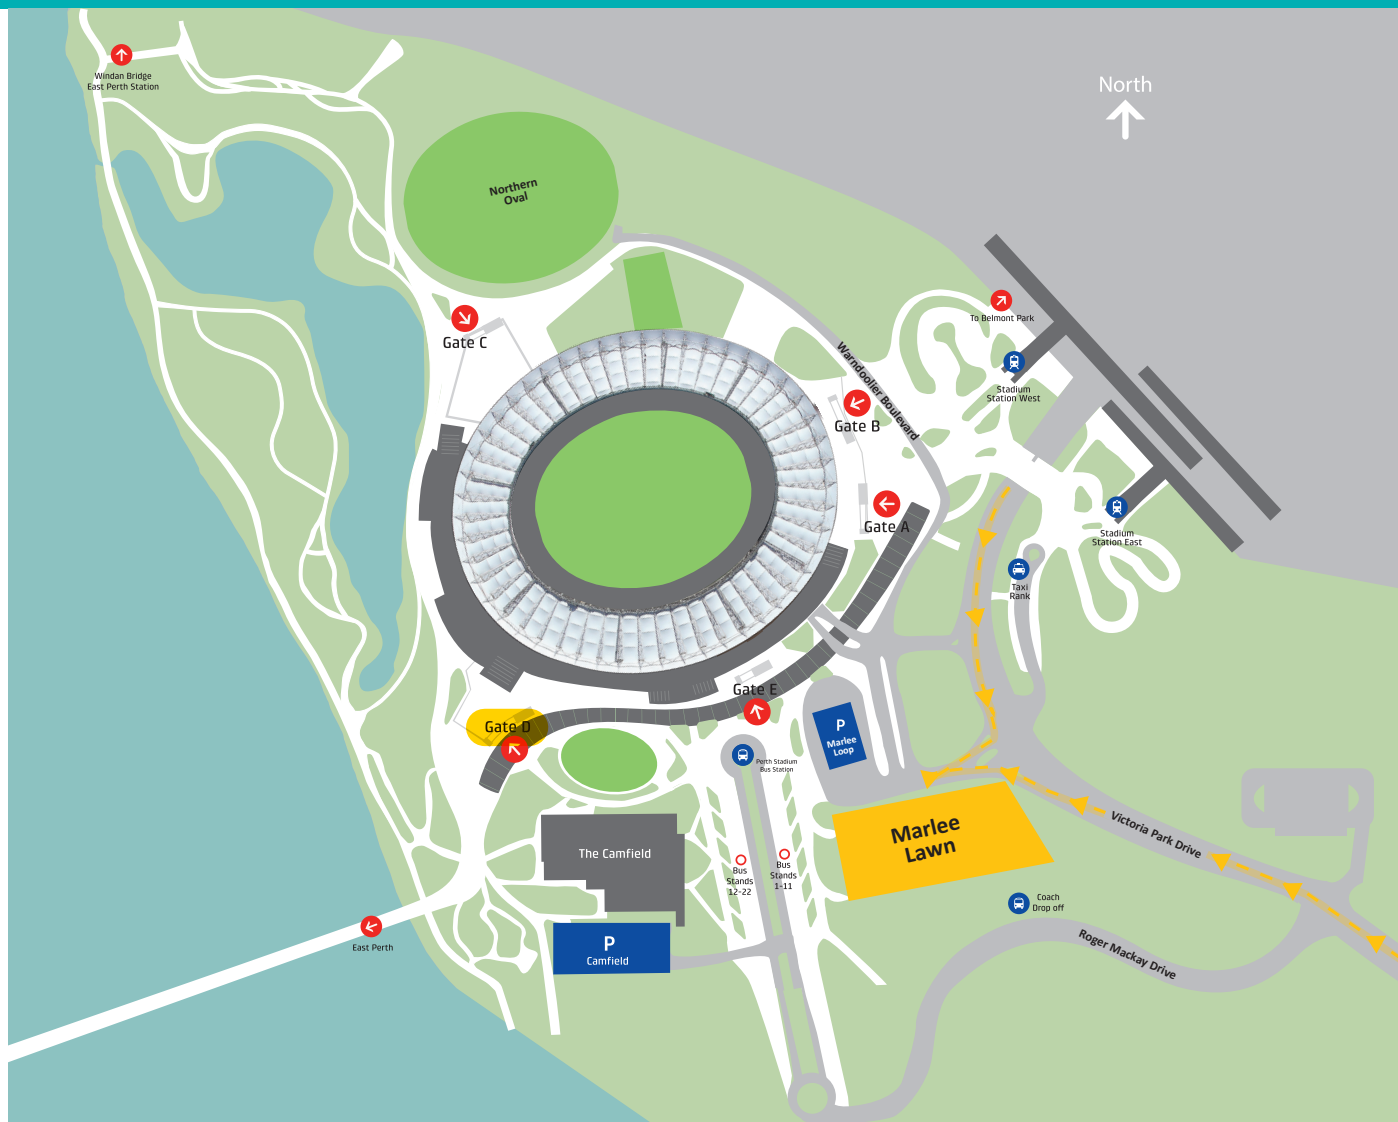 North
Windan Bridge
East Perth Station
Northern
Oval
To Belmont Park
Gate C
Warndoolier Boulevard
Stadium
Station West
Gate B
Gate A
Stadium
Station East
Taxi
Rank
Gate E
Gate D
P
Marlee
Loop
Perth Stadium
Bus Station
Marlee
Lawn
Victoria Park Drive
The Camfield
Bus
Stands
12-22
Bus
Stands
1-11
Coach
Drop off
East Perth
P
Camfield
Roger Mackay Drive